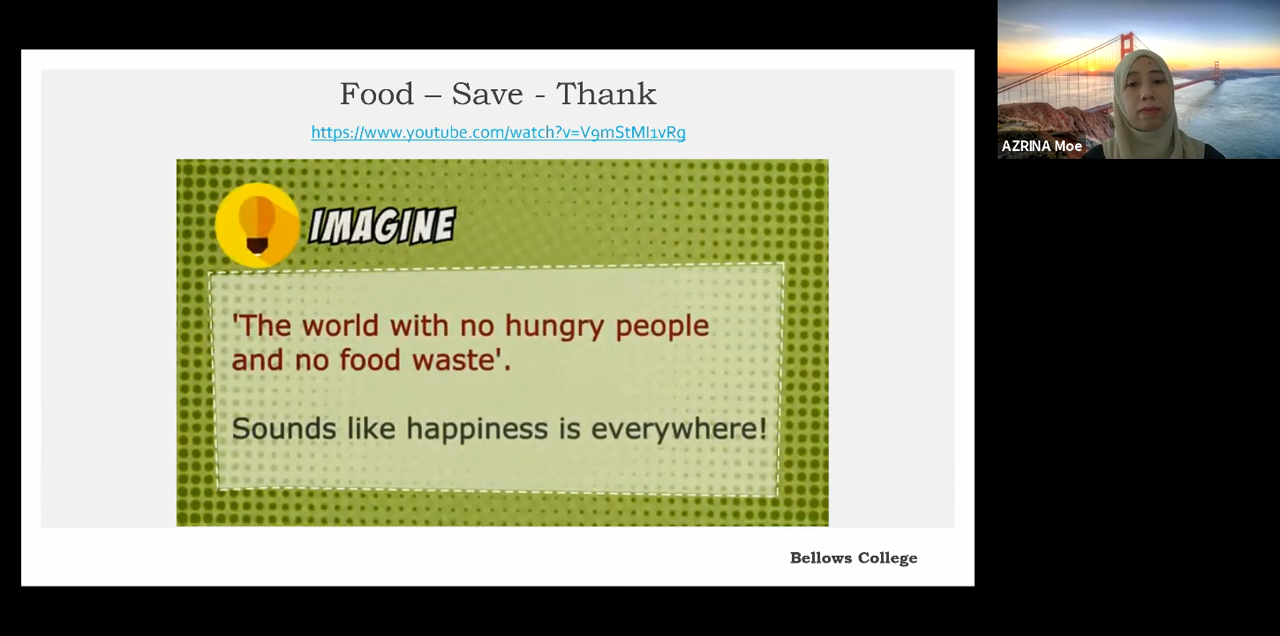 Food – Save - Thank
https://www.youtube.com/watch?v=V9mStMI1vRg
IMAGINE
'The world with no hungry people
and no food waste'.
Sounds like happiness is everywhere!
Bellows College
AZRINA Moe